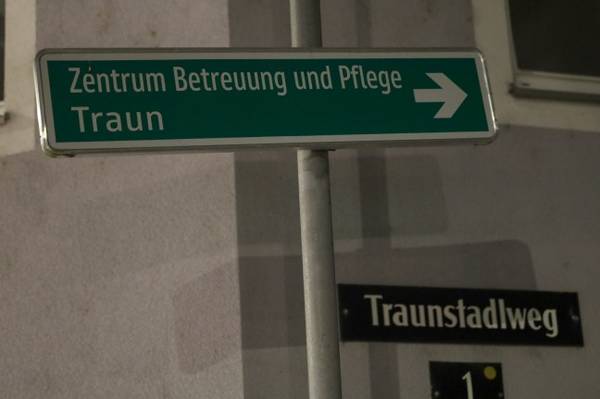 Zentrum Betreuung und Pflege
Traun
Traunstadlweg
1